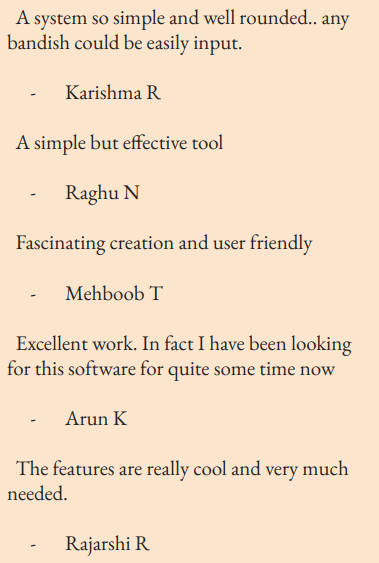 A system so simple and well rounded.. any
bandish could be easily input.
- Karishma R
A simple but effective tool
- Raghu N
Fascinating creation and user friendly
- Mehboob T
Excellent work. In fact I have been looking
for this software for quite some time now
- Arun K
The features are really cool and very much
needed.
- Rajarshi R